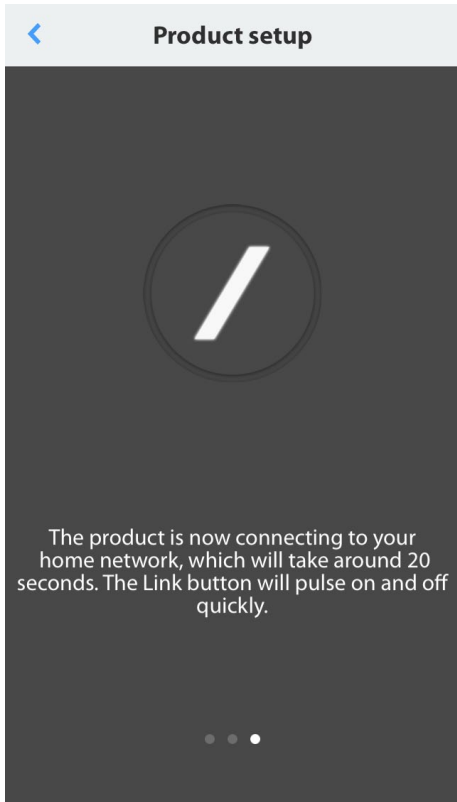 Product setup
The product is now connecting to your
home network, which will take around 20
seconds. The Link button will pulse on and off
quickly.